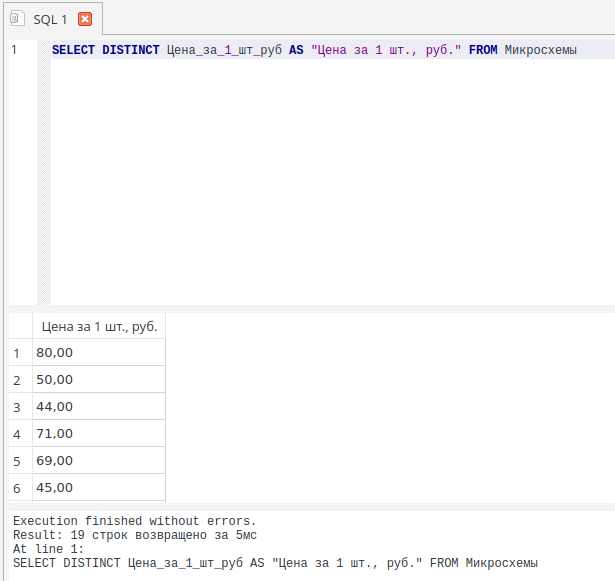 SQL 1
1 SELECT DISTINCT Цена_за_1_шт_руб AS "Цена за 1 шт., руб." FROM Микросхемы
Цена за 1 шт., руб.
1 80,00
2 50,00
3 44,00
4 71,00
5 69,00
6 45,00
Execution finished without errors.
Result: 19 строк возвращено за 5мс
At line 1:
SELECT DISTINCT Цена_за_1_шт_руб AS "Цена за 1 шт., руб." FROM Микросхемы